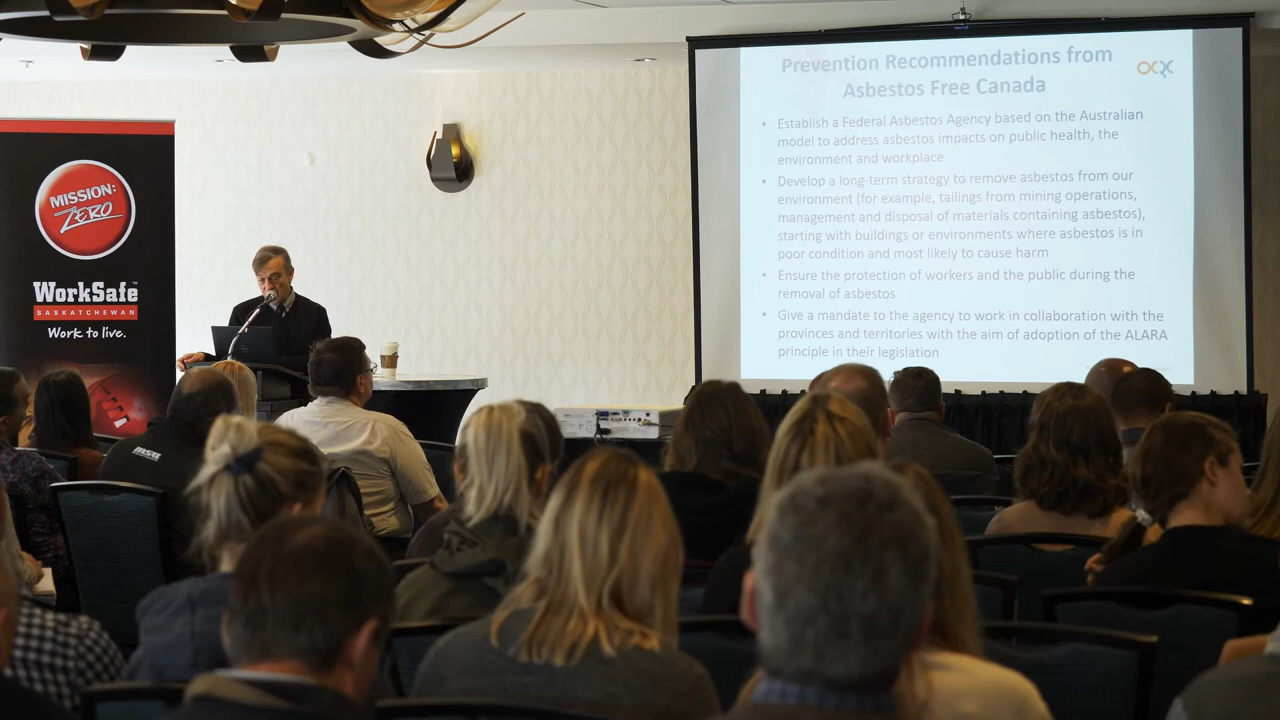 MISSION:
ZERO
WorkSafe
SASKATCHEWAN
Work to live.
Prevention Recommendations from
Asbestos Free Canada
• Establish a Federal Asbestos Agency based on the Australian
model to address asbestos impacts on public health, the
environment and workplace
• Develop a long-term strategy to remove asbestos from our
environment (for example, tailings from mining operations,
management and disposal of materials containing asbestos),
starting with buildings or environments where asbestos is in
poor condition and most likely to cause harm
• Ensure the protection of workers and the public during the
removal of asbestos
• Give a mandate to the agency to work in collaboration with the
provinces and territories with the aim of adoption of the ALARA
principle in their legislation
MSA